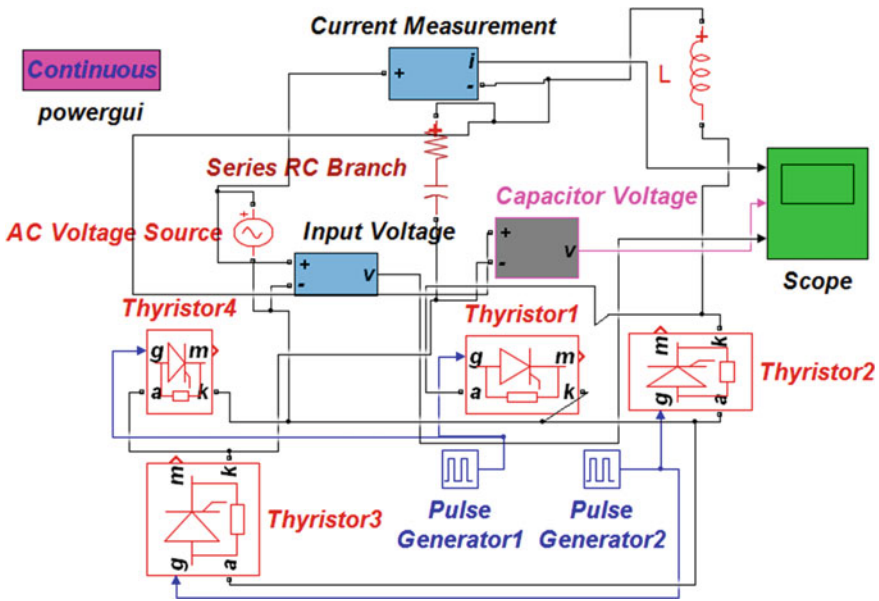 Current Measurement
Continuous
powergui
+
i
-
L
+
+
Series RC Branch
Capacitor Voltage
+
AC Voltage Source
Input Voltage
+
-
v
+
-
v
Scope
Thyristor4
g
m
a
k
Thyristor1
g
m
a
k
m
k
g
a
Thyristor2
m
k
g
a
Thyristor3
Pulse
Generator1
Pulse
Generator2